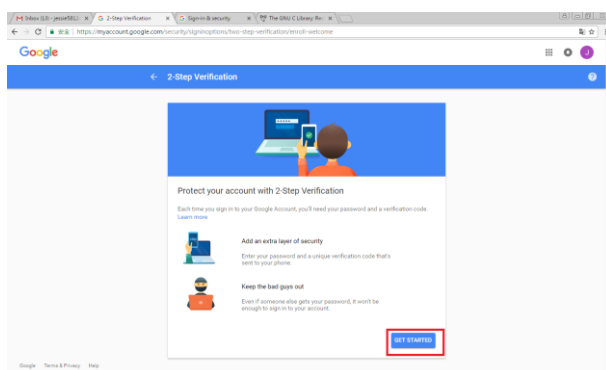 2-Step Verification
Sign-in & security
https://myaccount.google.com/security/signinoptions/two-step-verification/enroll-welcome
Google
J
← 2-Step Verification
Protect your account with 2-Step Verification
Each time you sign in to your Google Account, you'll need your password and a verification code.
Learn more
Add an extra layer of security
Enter your password and a unique verification code that's
sent to your phone.
Keep the bad guys out
Even if someone else gets your password, it won't be
enough to sign in to your account.
GET STARTED
Google Terms & Privacy Help